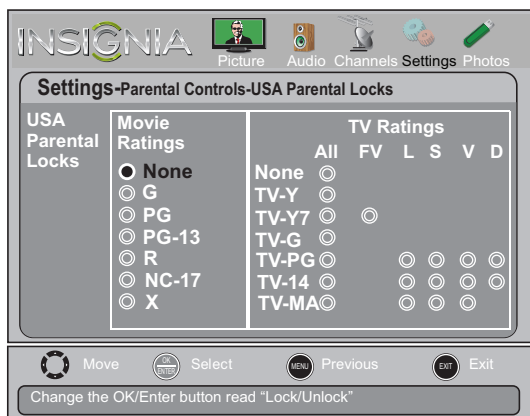 INSIGNIA
Picture Audio Channels Settings Photos
Settings-Parental Controls-USA Parental Locks
USA Parental Locks
Movie Ratings
None
G
PG
PG-13
R
NC-17
X
TV Ratings
All FV L S V D
None
TV-Y
TV-Y7
TV-G
TV-PG
TV-14
TV-MA
Move OK ENTER Select MENU Previous EXIT Exit
Change the OK/Enter button read “Lock/Unlock”